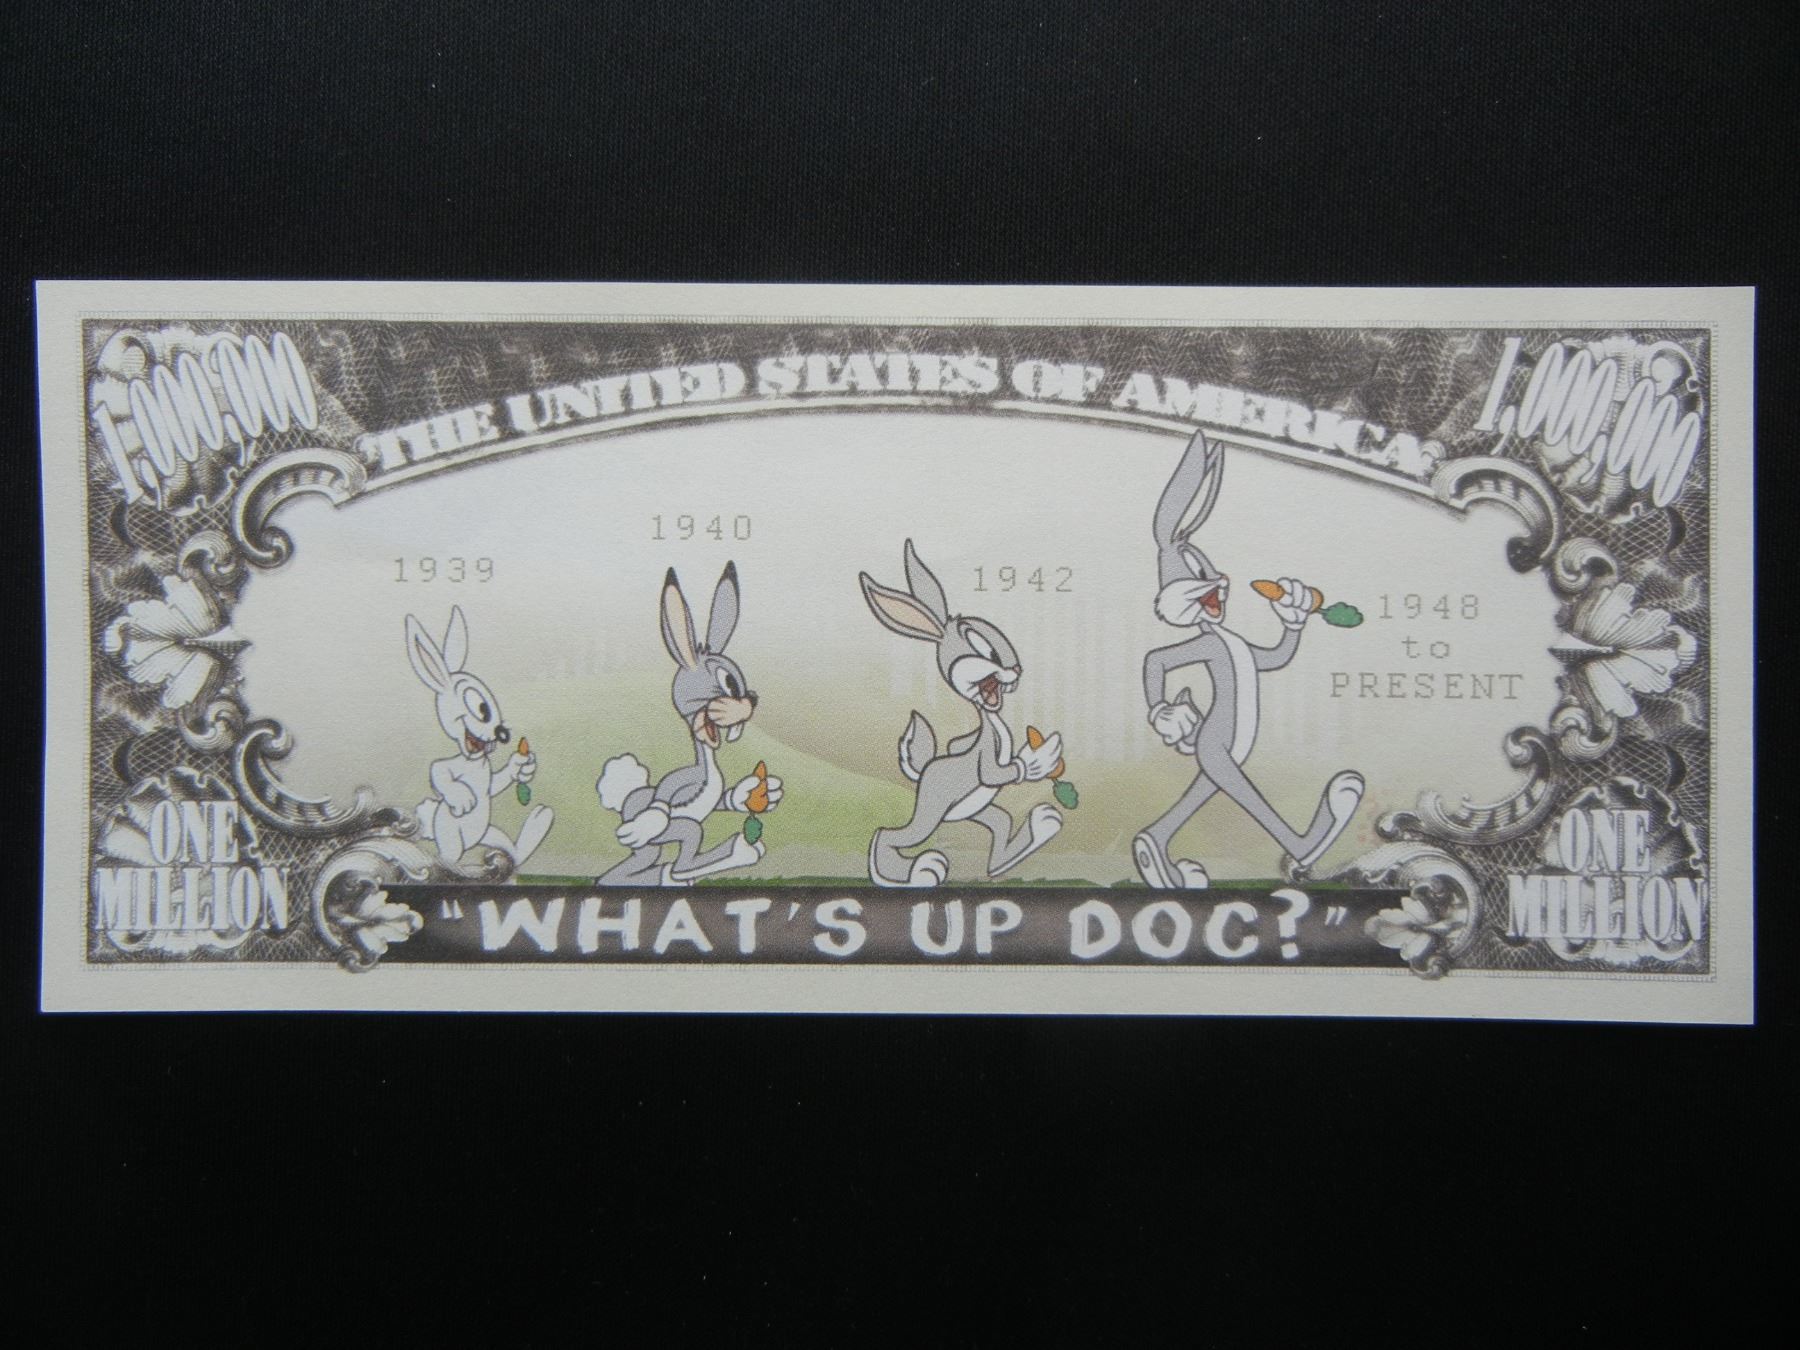 1,000,000
THE UNITED STATES OF AMERICA
1,000,000
1939
1940
1942
1948
to
PRESENT
ONE
MILLION
"WHAT'S UP DOC?"
ONE
MILLION